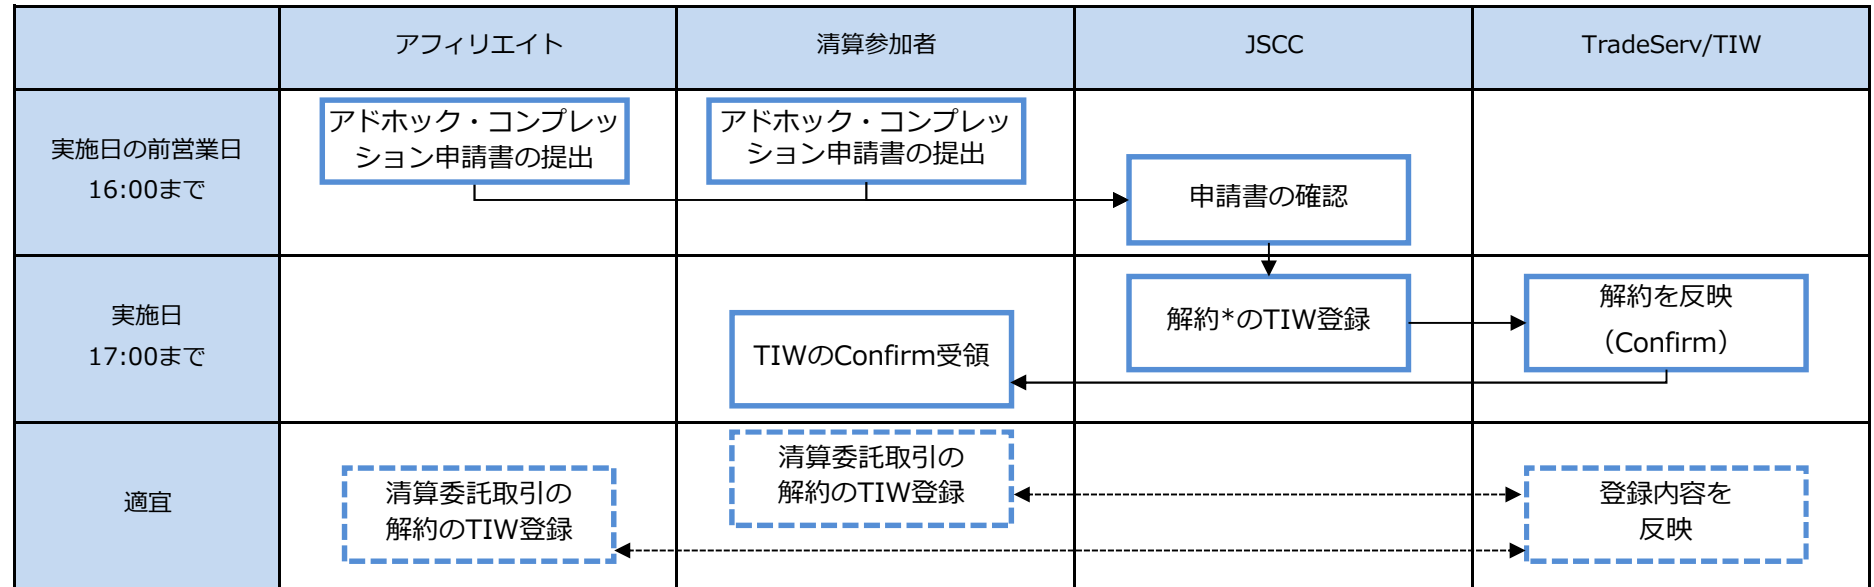 アフィリエイト
清算参加者
JSCC
TradeServ/TIW
実施日の前営業日
16:00まで
アドホック・コンプレッ
ション申請書の提出
アドホック・コンプレッ
ション申請書の提出
申請書の確認
実施日
17:00まで
TIWのConfirm受領
解約*のTIW登録
解約を反映
（Confirm）
適宜
清算委託取引の
解約のTIW登録
清算委託取引の
解約のTIW登録
登録内容を
反映